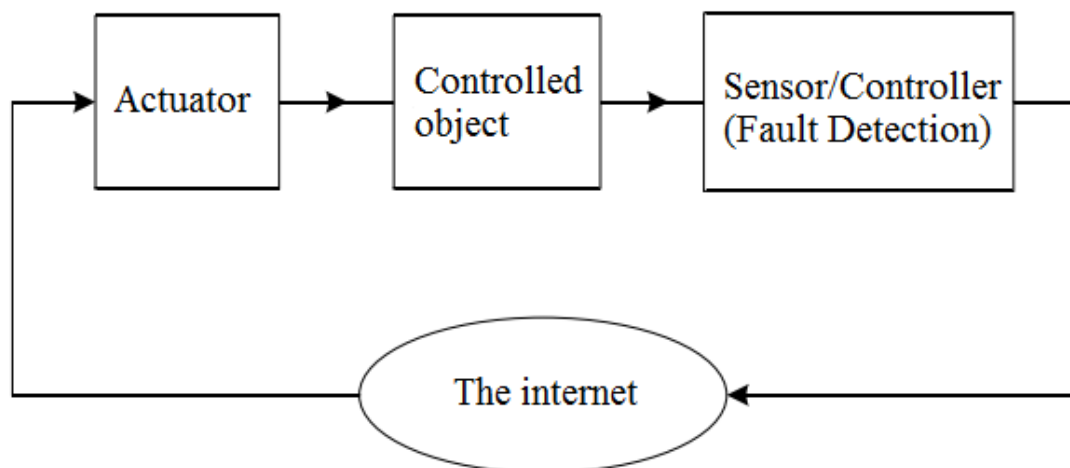 Actuator
Controlled
object
Sensor/Controller
(Fault Detection)
The internet